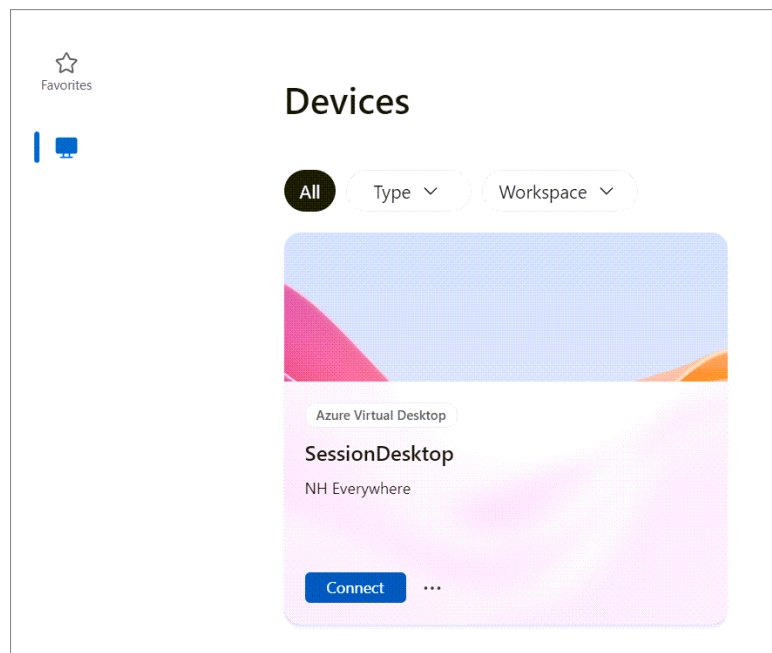 Favorites
Devices
All Type Workspace
Azure Virtual Desktop
SessionDesktop
NH Everywhere
Connect